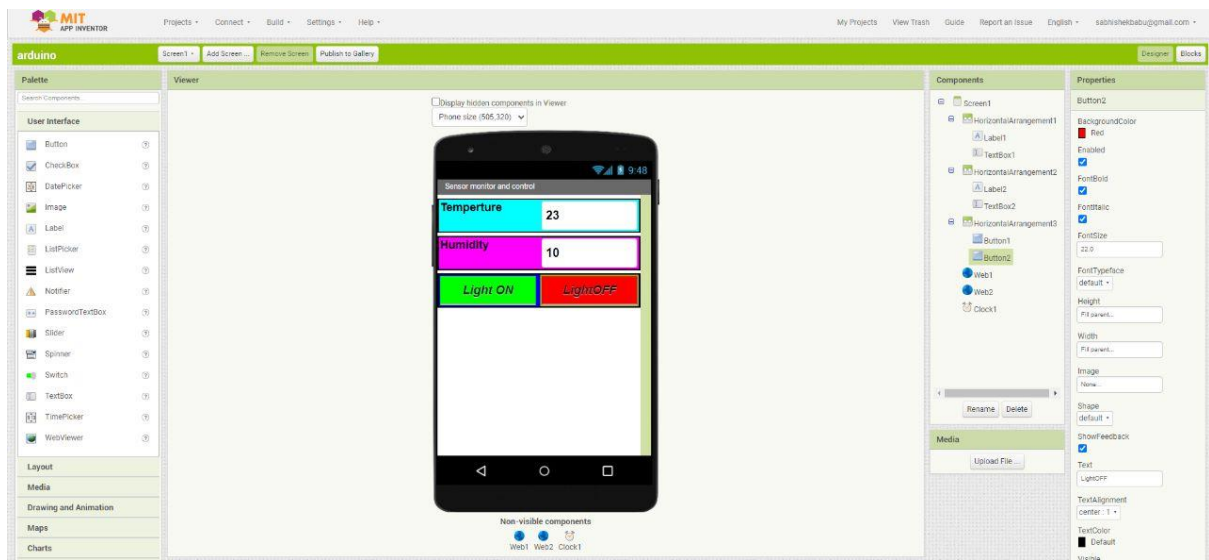 MIT
APP INVENTOR
Projects
Connect
Build
Settings
Help
My Projects
View Trash
Guide
Report an Issue
English
sabhishekbabu@gmail.com
arduino
Screen1
Add Screen ...
Remove Screen
Publish to Gallery
Designer
Blocks
Palette
Search Components...
User Interface
Button
CheckBox
DatePicker
Image
Label
ListPicker
ListView
Notifier
PasswordTextBox
Slider
Spinner
Switch
TextBox
TimePicker
WebViewer
Layout
Media
Drawing and Animation
Maps
Charts
Viewer
Display hidden components in Viewer
Phone size (505,320)
9:48
Sensor monitor and control
Temperture
23
Humidity
10
Light ON
LightOFF
Non-visible components
Web1 Web2 Clock1
Components
Screen1
HorizontalArrangement1
Label1
TextBox1
HorizontalArrangement2
Label2
TextBox2
HorizontalArrangement3
Button1
Button2
Web1
Web2
Clock1
Rename
Delete
Media
Upload File ...
Properties
Button2
BackgroundColor
Red
Enabled
FontBold
FontItalic
FontSize
22.0
FontTypeface
default
Height
Fill parent...
Width
Fill parent...
Image
None...
Shape
default
ShowFeedback
Text
LightOFF
TextAlignment
center : 1
TextColor
Default
Visible